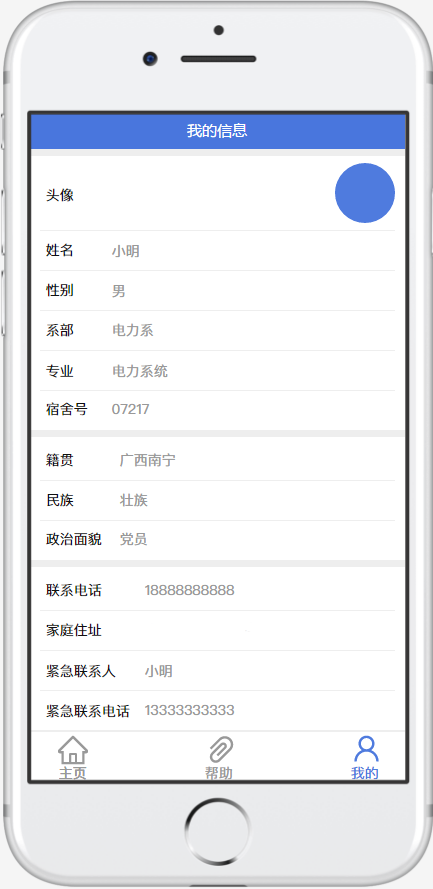 我的信息
头像
姓名 小明
性别 男
系部 电力系
专业 电力系统
宿舍号 07217
籍贯 广西南宁
民族 壮族
政治面貌 党员
联系电话 18888888888
家庭住址
紧急联系人 小明
紧急联系电话 13333333333
主页 帮助 我的